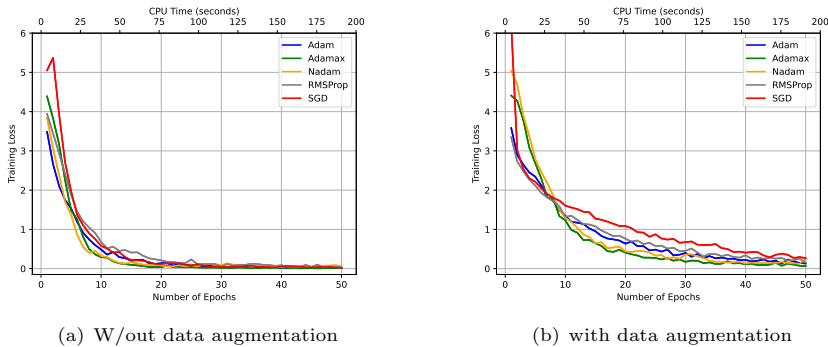 CPU Time (seconds)
0 25 50 75 100 125 150 175 200
6
5
4
3
2
1
0
Training Loss
Adam
Adamax
Nadam
RMSProp
SGD
0 10 20 30 40 50
Number of Epochs
(a) W/out data augmentation
CPU Time (seconds)
0 25 50 75 100 125 150 175 200
6
5
4
3
2
1
0
Training Loss
Adam
Adamax
Nadam
RMSProp
SGD
0 10 20 30 40 50
Number of Epochs
(b) with data augmentation